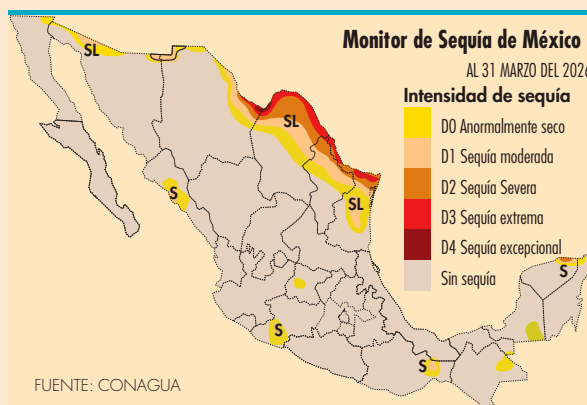 Monitor de Sequía de México
AL 31 MARZO DEL 2026
Intensidad de sequía
D0 Anormalmente seco
D1 Sequía moderada
D2 Sequía Severa
D3 Sequía extrema
D4 Sequía excepcional
Sin sequía
SL
SL
S
SL
S
S
S
FUENTE: CONAGUA